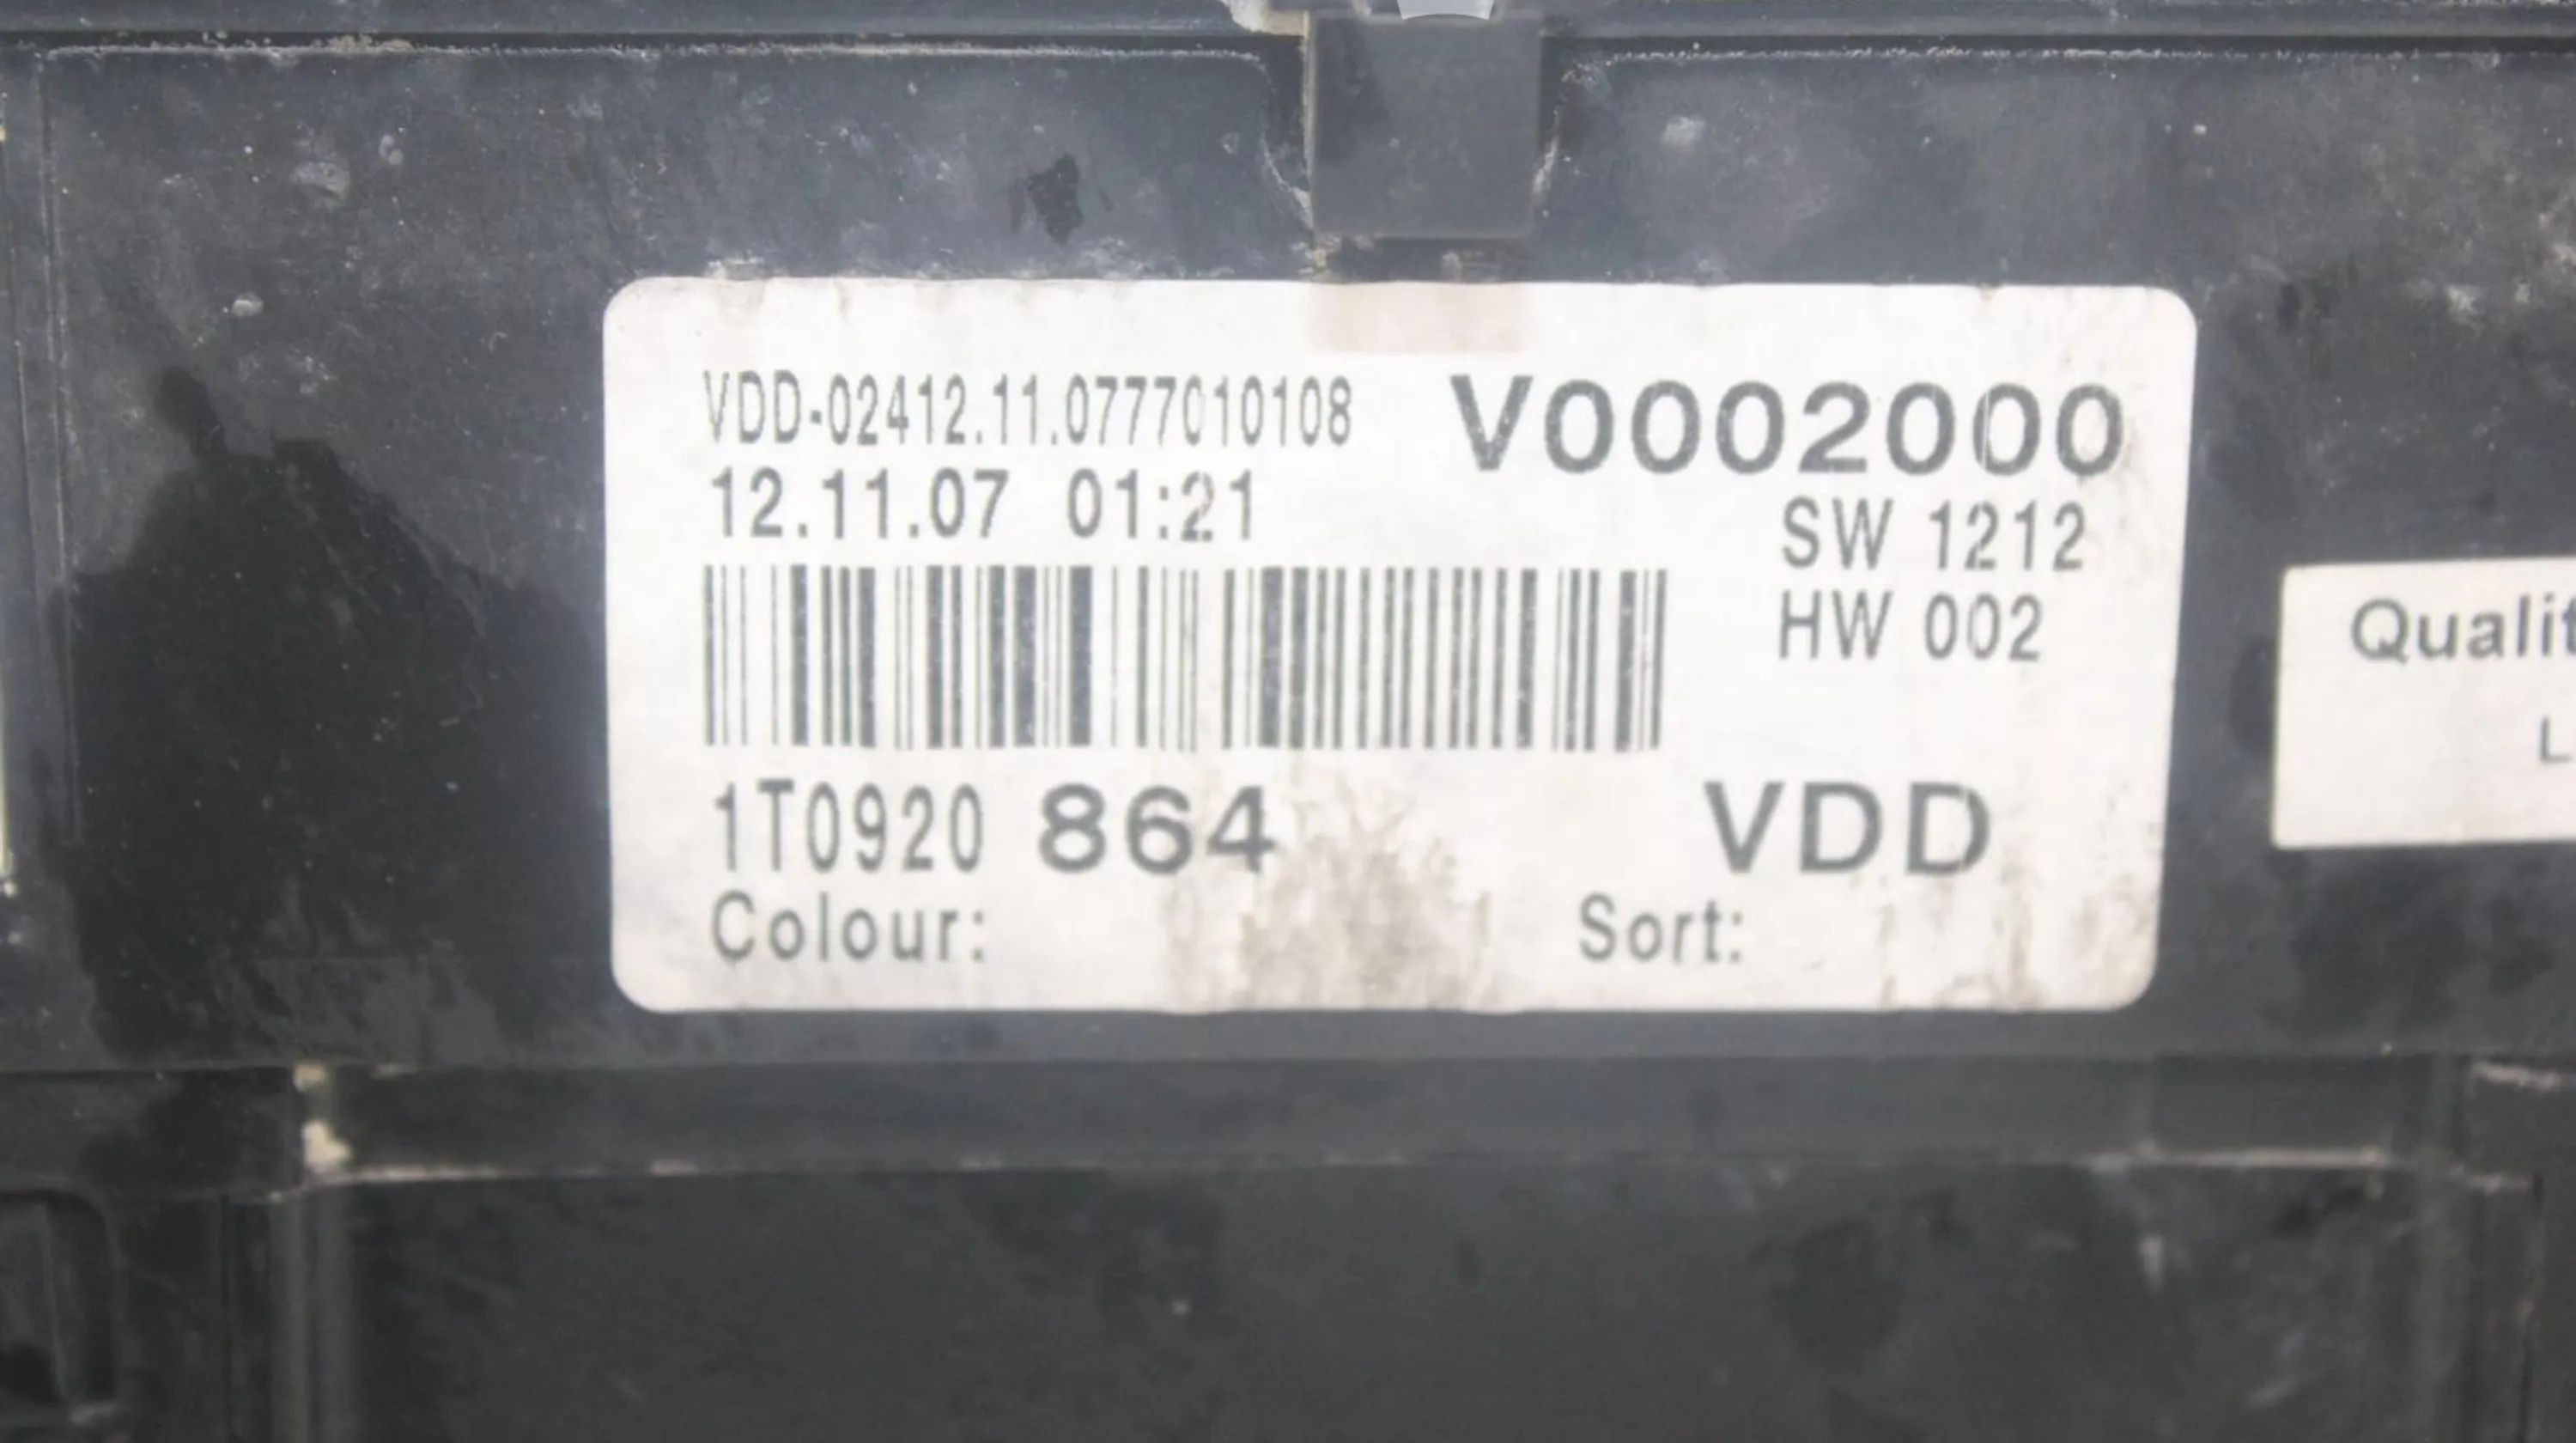 VDD-02412.11.0777010108 V0002000
12.11.07 01:21
SW 1212
HW 002
1T0920 864 VDD
Colour: Sort:
Qualit
L